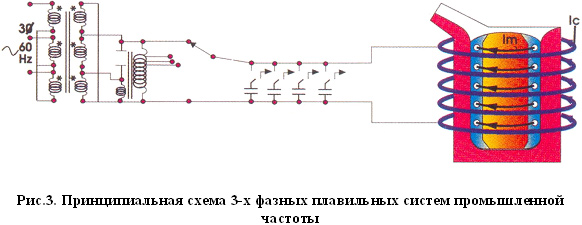 3Ø
60
Hz
Im
Ic
Рис.3. Принципиальная схема 3-х фазных плавильных систем промышленной
частоты